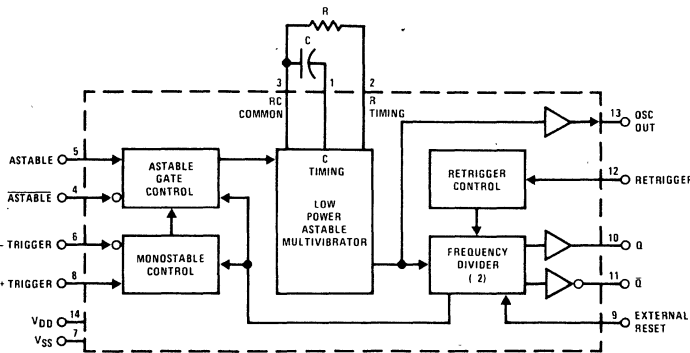 R
C
3
1
2
RC
COMMON
R
TIMING
13
OSC
OUT
ASTABLE
5
ASTABLE
4
- TRIGGER
6
+ TRIGGER
8
VDD
14
VSS
7
ASTABLE
GATE
CONTROL
MONOSTABLE
CONTROL
C
TIMING
LOW
POWER
ASTABLE
MULTIVIBRATOR
RETRIGGER
CONTROL
12
RETRIGGER
FREQUENCY
DIVIDER
( 2)
10
Q
11
Q̅
9
EXTERNAL
RESET